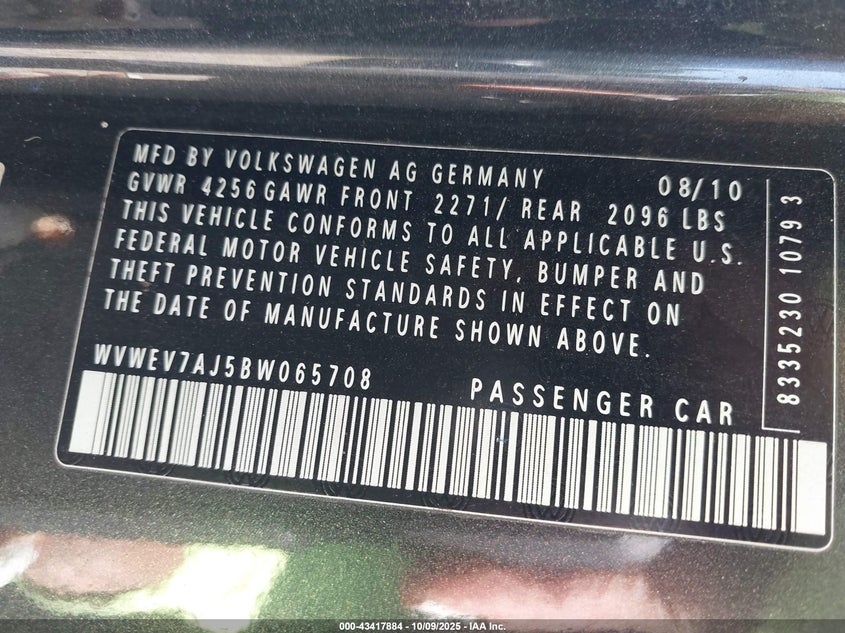 MFD BY VOLKSWAGEN AG GERMANY 08/10
GVWR 4256 GAWR FRONT 2271/ REAR 2096 LBS
THIS VEHICLE CONFORMS TO ALL APPLICABLE U.S.
FEDERAL MOTOR VEHICLE SAFETY, BUMPER AND
THEFT PREVENTION STANDARDS IN EFFECT ON
THE DATE OF MANUFACTURE SHOWN ABOVE.
WVWEV7AJ5BW065708 PASSENGER CAR
8335230 1079 3
000-43417884 | 10/09/2025 - IAA Inc.